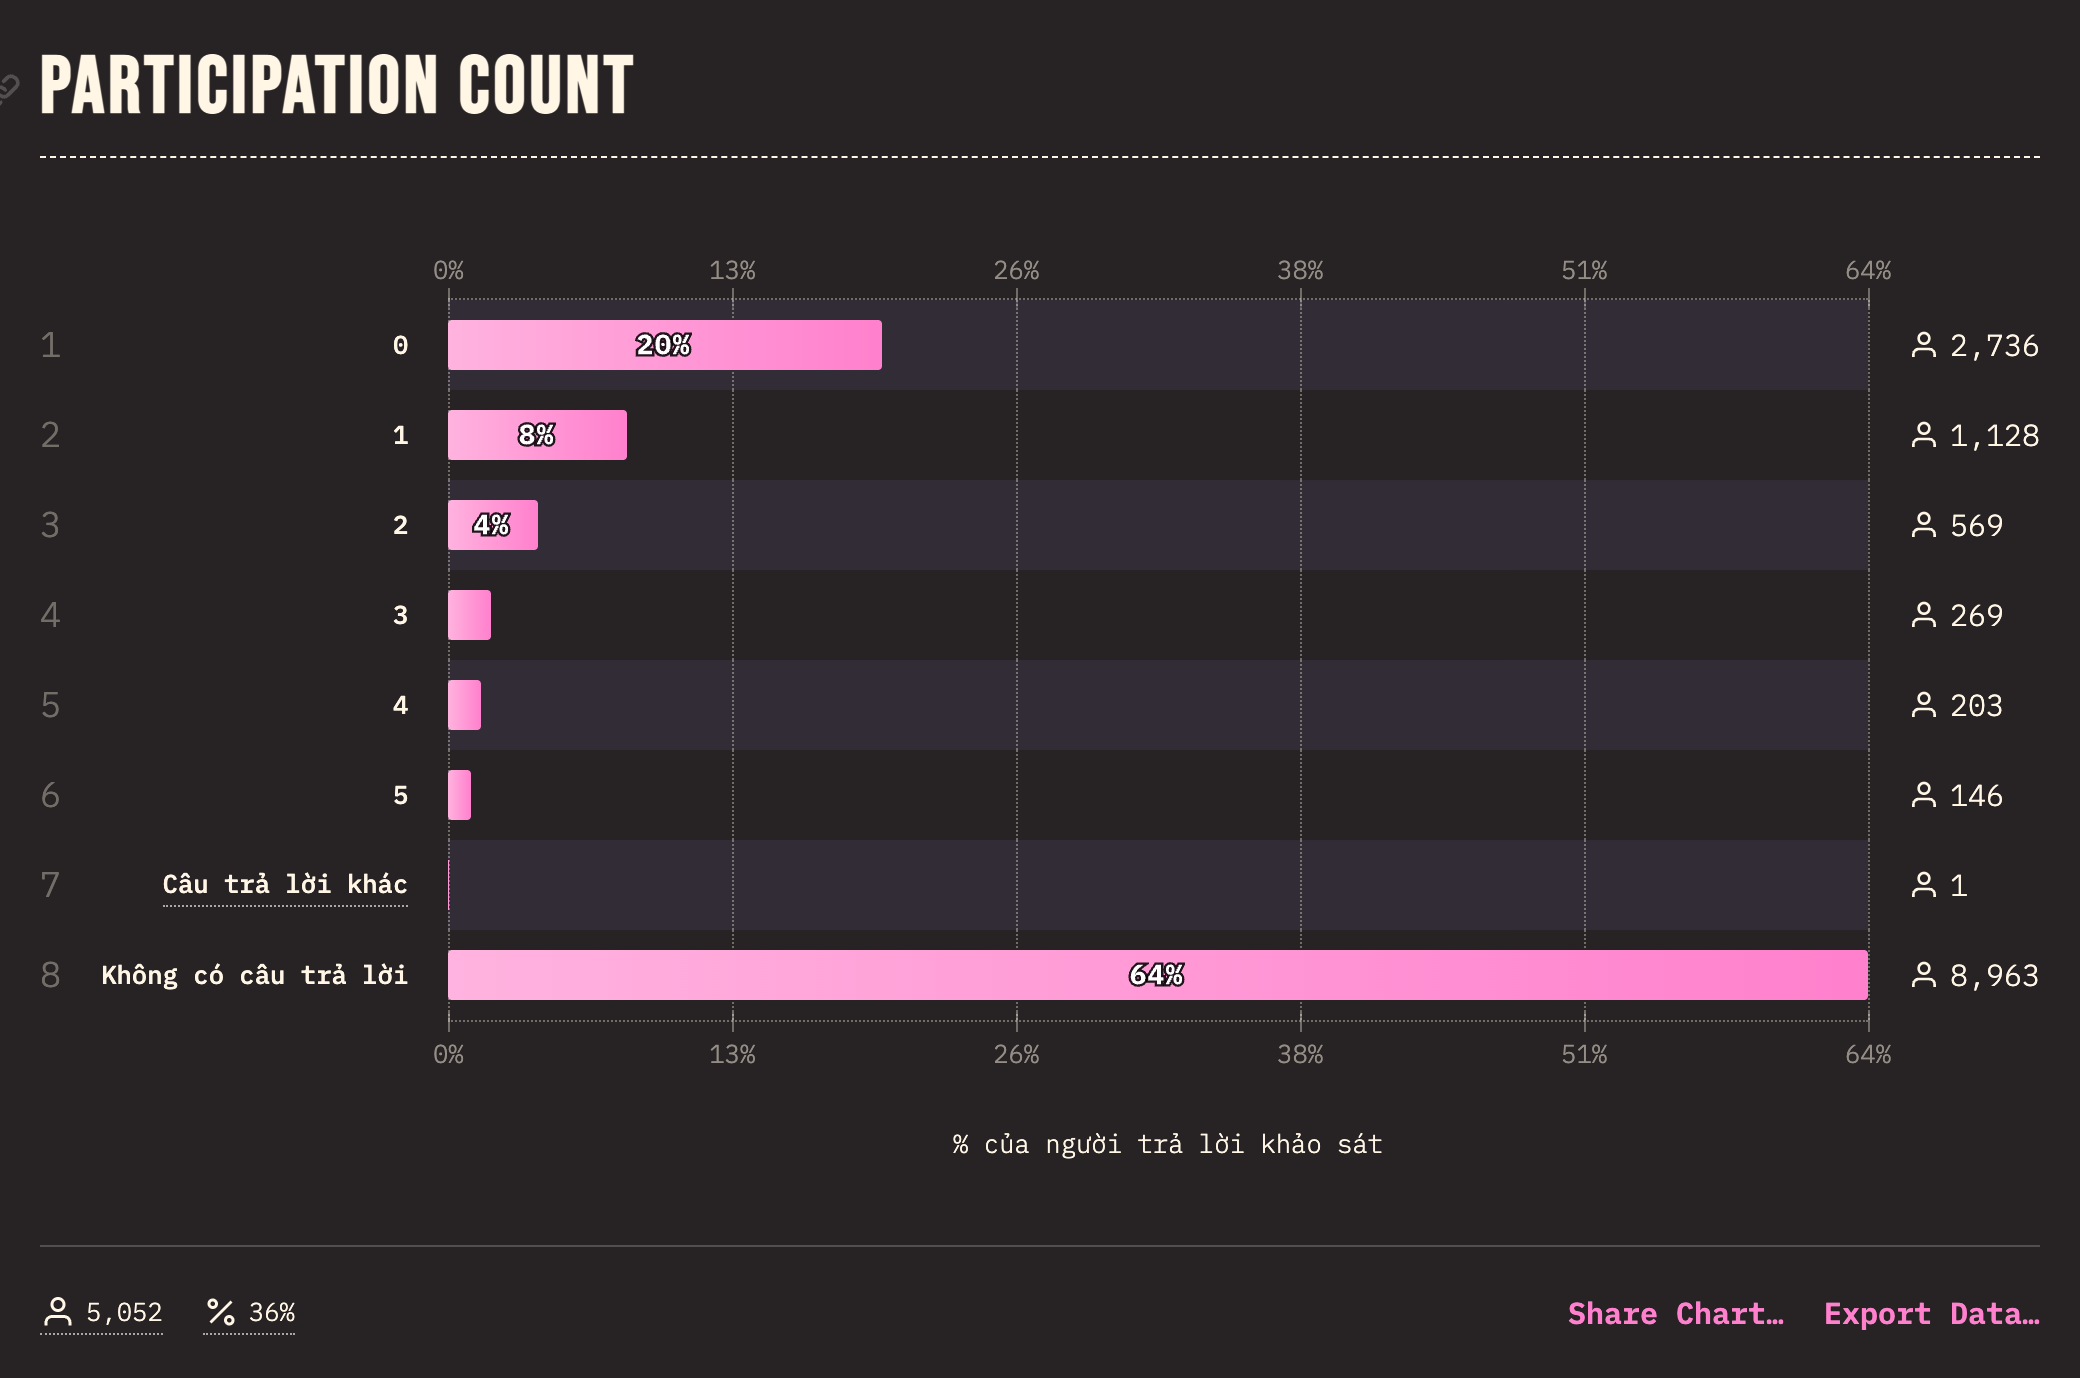 PARTICIPATION COUNT
0% 13% 26% 38% 51% 64%
1 0 20% 2,736
2 1 8% 1,128
3 2 4% 569
4 3 269
5 4 203
6 5 146
7 Câu trả lời khác 1
8 Không có câu trả lời 64% 8,963
0% 13% 26% 38% 51% 64%
% của người trả lời khảo sát
5,052 36% Share Chart… Export Data…